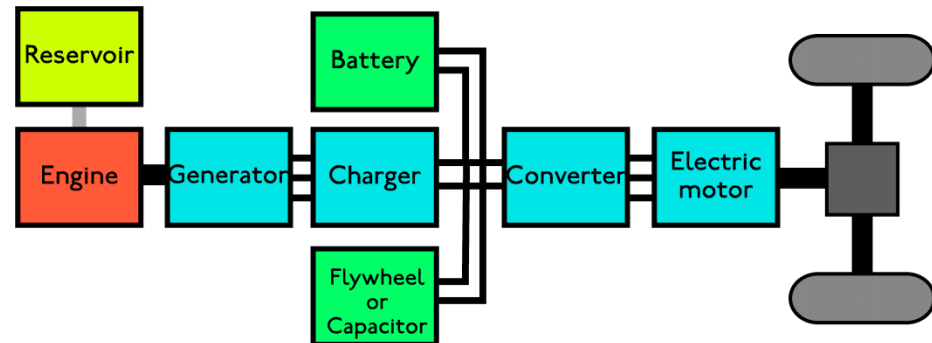 Reservoir
Battery
Engine
Generator
Charger
Converter
Electric
motor
Flywheel
or
Capacitor